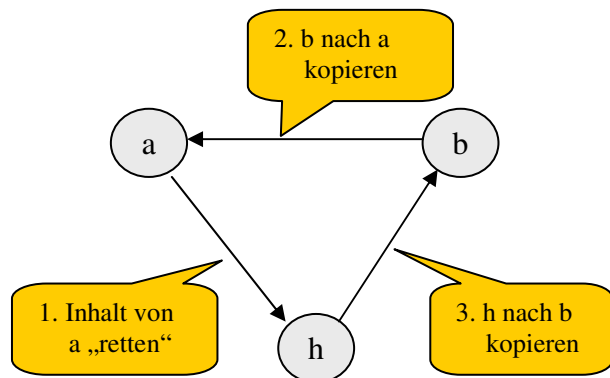 2. b nach a
kopieren
a
b
1. Inhalt von
a „retten“
h
3. h nach b
kopieren